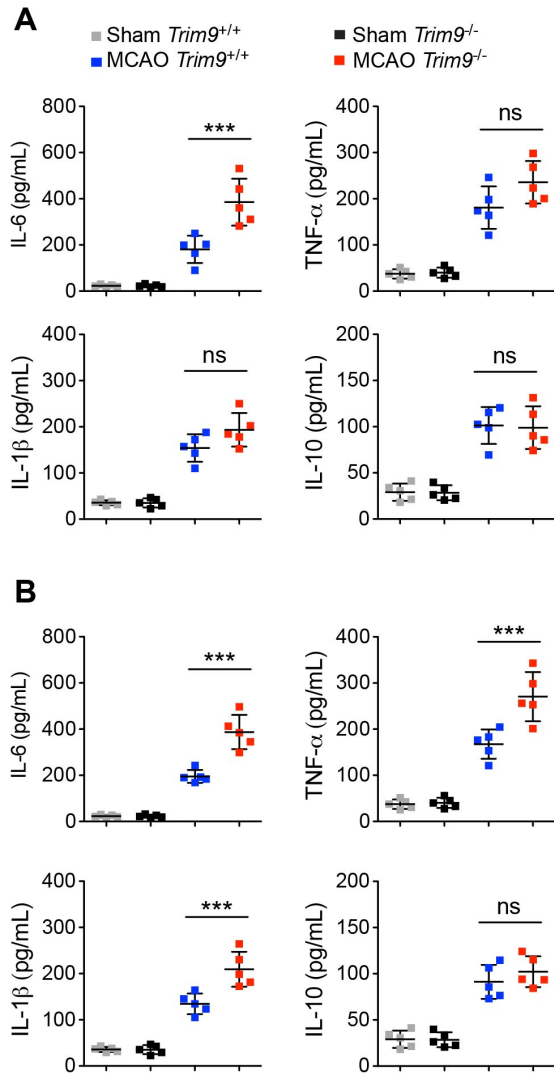 A
Sham Trim9+/+
Sham Trim9-/-
MCAO Trim9+/+
MCAO Trim9-/-
IL-6 (pg/mL)
800
600
400
200
0
***
TNF-α (pg/mL)
400
300
200
100
0
ns
IL-1β (pg/mL)
400
300
200
100
0
ns
IL-10 (pg/mL)
200
150
100
50
0
ns
B
IL-6 (pg/mL)
800
600
400
200
0
***
TNF-α (pg/mL)
400
300
200
100
0
***
IL-1β (pg/mL)
400
300
200
100
0
***
IL-10 (pg/mL)
200
150
100
50
0
ns